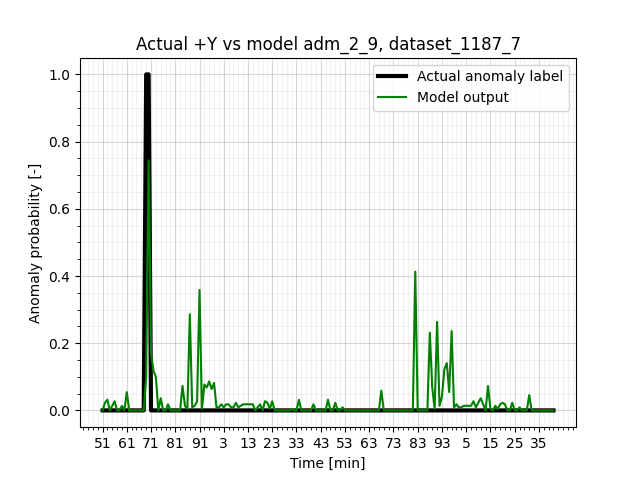 Actual +Y vs model adm_2_9, dataset_1187_7
Actual anomaly label
Model output
Anomaly probability [-]
1.0
0.8
0.6
0.4
0.2
0.0
51 61 71 81 91 3 13 23 33 43 53 63 73 83 93 5 15 25 35
Time [min]